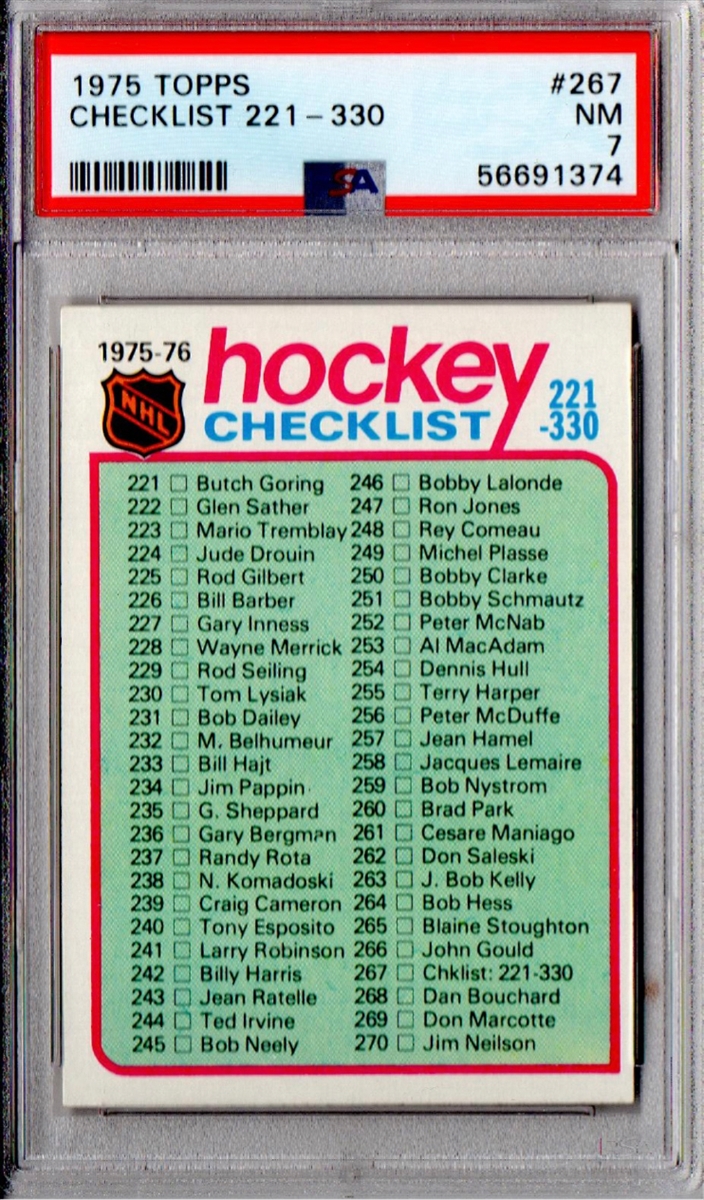 1975 TOPPS #267
CHECKLIST 221-330 NM
7
56691374
PSA
1975-76 hockey
NHL CHECKLIST 221
-330
221 Butch Goring 246 Bobby Lalonde
222 Glen Sather 247 Ron Jones
223 Mario Tremblay 248 Rey Comeau
224 Jude Drouin 249 Michel Plasse
225 Rod Gilbert 250 Bobby Clarke
226 Bill Barber 251 Bobby Schmautz
227 Gary Inness 252 Peter McNab
228 Wayne Merrick 253 Al MacAdam
229 Rod Seiling 254 Dennis Hull
230 Tom Lysiak 255 Terry Harper
231 Bob Dailey 256 Peter McDuffe
232 M. Belhumeur 257 Jean Hamel
233 Bill Hajt 258 Jacques Lemaire
234 Jim Pappin 259 Bob Nystrom
235 G. Sheppard 260 Brad Park
236 Gary Bergman 261 Cesare Maniago
237 Randy Rota 262 Don Saleski
238 N. Komadoski 263 J. Bob Kelly
239 Craig Cameron 264 Bob Hess
240 Tony Esposito 265 Blaine Stoughton
241 Larry Robinson 266 John Gould
242 Billy Harris 267 Chklist: 221-330
243 Jean Ratelle 268 Dan Bouchard
244 Ted Irvine 269 Don Marcotte
245 Bob Neely 270 Jim Neilson